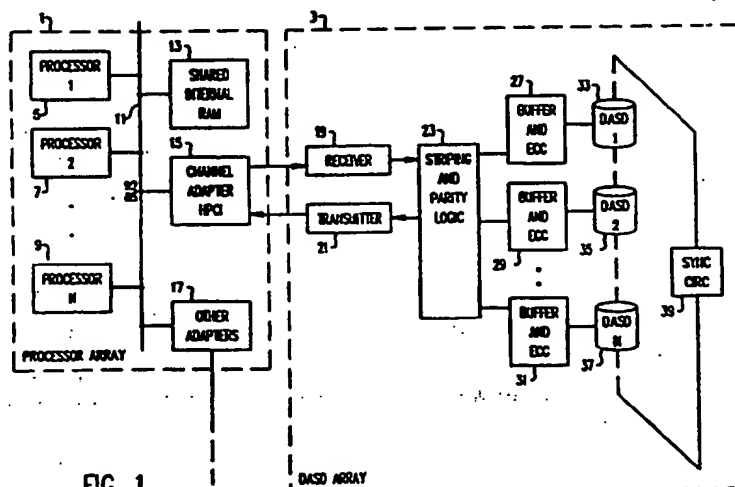 1
3
PROCESSOR
1
5
11
13
SHARED
INTERNAL
RAM
PROCESSOR
2
7
BUS
15
CHANNEL
ADAPTER
HPCI
PROCESSOR
N
9
17
OTHER
ADAPTERS
PROCESSOR ARRAY
19
RECEIVER
TRANSMITTER
21
23
STRIPING
AND
PARITY
LOGIC
27
BUFFER
AND
ECC
33
DASD
1
BUFFER
AND
ECC
29
DASD
2
35
BUFFER
AND
ECC
31
DASD
N
37
SYNC
CIRC
39
FIG. 1
DASD ARRAY